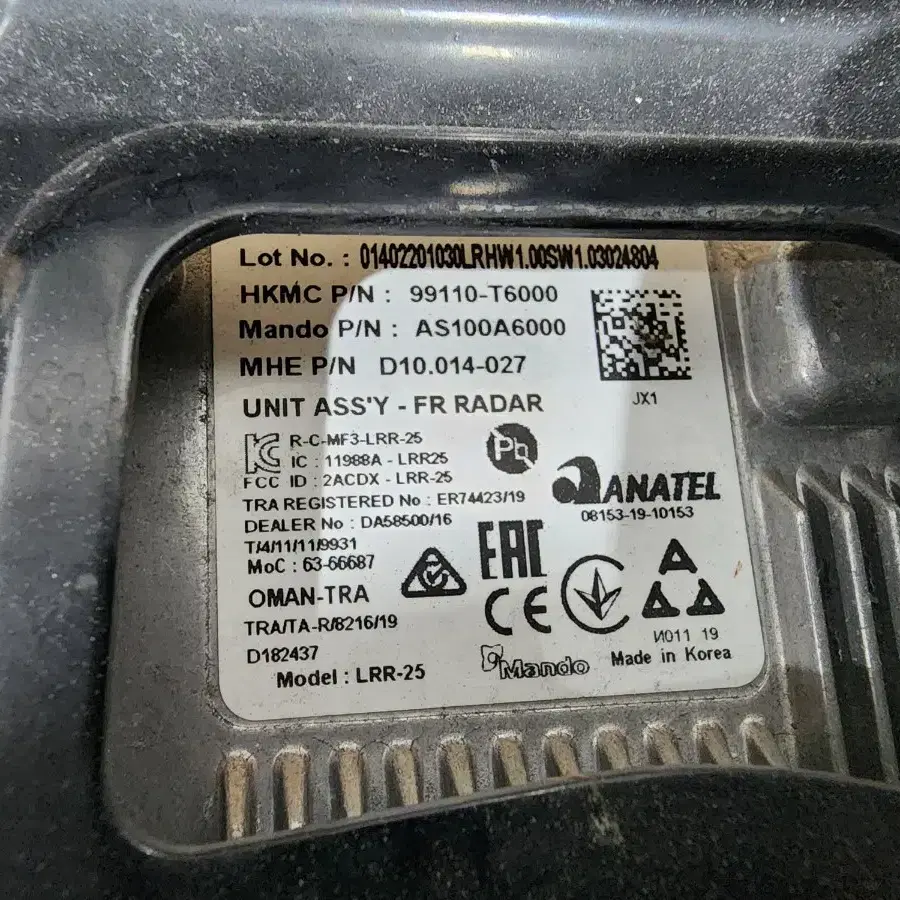 Lot No. : 01402201030LRHW1.00SW1.03024804
HKMC P/N : 99110-T6000
Mando P/N : AS100A6000
MHE P/N D10.014-027
JX1
UNIT ASS'Y - FR RADAR
R-C-MF3-LRR-25
IC : 11988A - LRR25
FCC ID : 2ACDX - LRR-25
Pb
TRA REGISTERED No : ER74423/19
DEALER No : DA58500/16
T/4/11/11/9931
MoC : 63-66687
ANATEL
08153-19-10153
EAC
CE
OMAN-TRA
TRA/TA-R/8216/19
D182437
Model : LRR-25
Mando
И011 19
Made in Korea